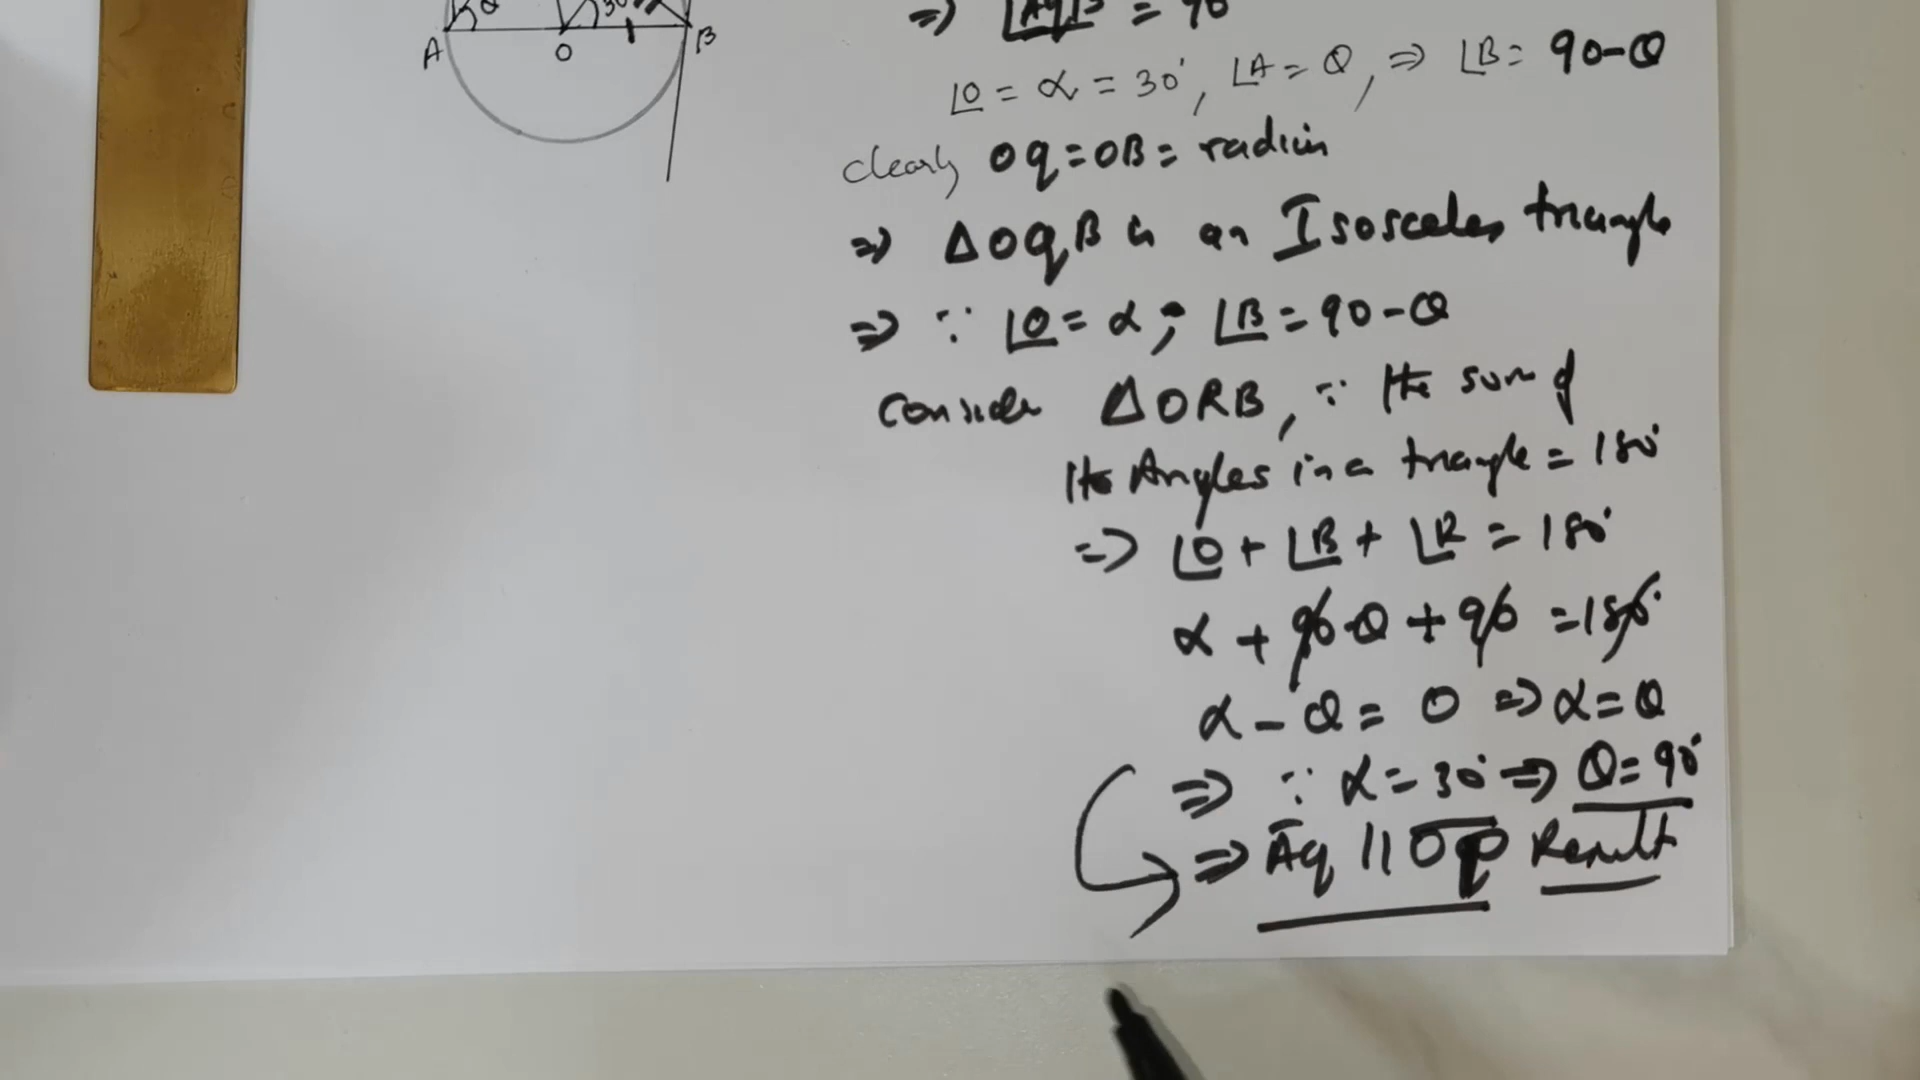 θ 30
A O B
⇒ ∠AqB = 90
∠O = α = 30°, ∠A = θ, ⇒ ∠B = 90-θ
clearly Oq = OB = radius
⇒ ΔOqB is an Isosceles triangle
⇒ ∵ ∠O = α ; ∠B = 90-θ
Consider ΔORB, ∵ the sum of
the Angles in a triangle = 180°
⇒ ∠O + ∠B + ∠R = 180°
α + 90-θ + 90 = 180°
α - θ = 0 ⇒ α = θ
⇒ ∵ α = 30° ⇒ θ = 90°
⇒ Aq || Op Result